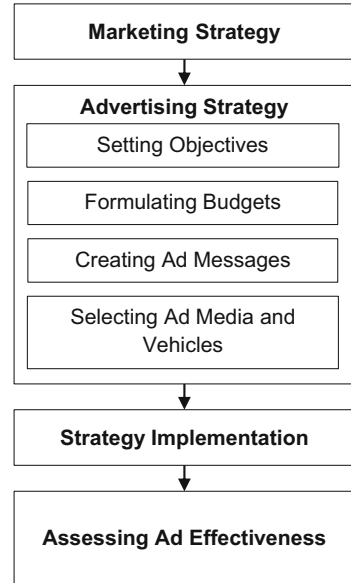 Marketing Strategy
Advertising Strategy
Setting Objectives
Formulating Budgets
Creating Ad Messages
Selecting Ad Media and
Vehicles
Strategy Implementation
Assessing Ad Effectiveness